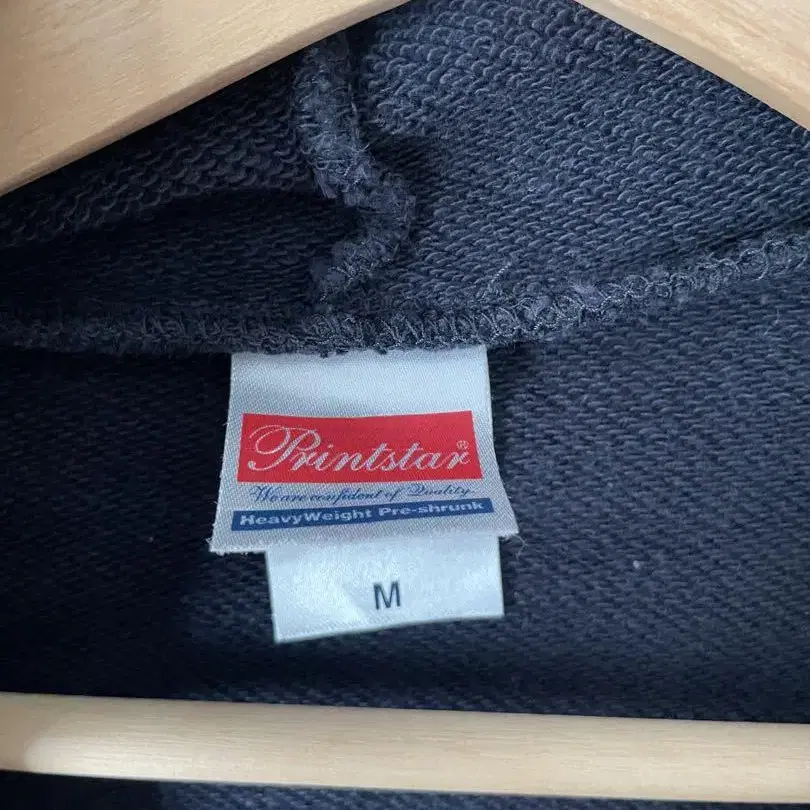 Printstar®
We are confident of Quality
HeavyWeight Pre-shrunk
M